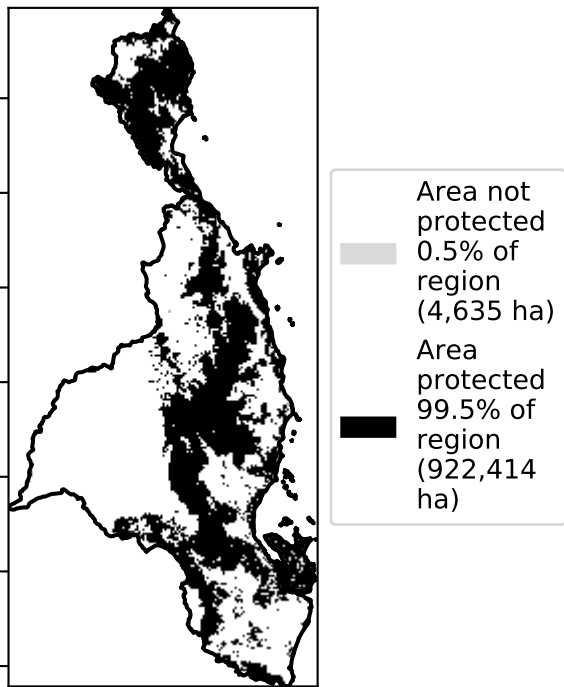 Area not
protected
0.5% of
region
(4,635 ha)
Area
protected
99.5% of
region
(922,414
ha)